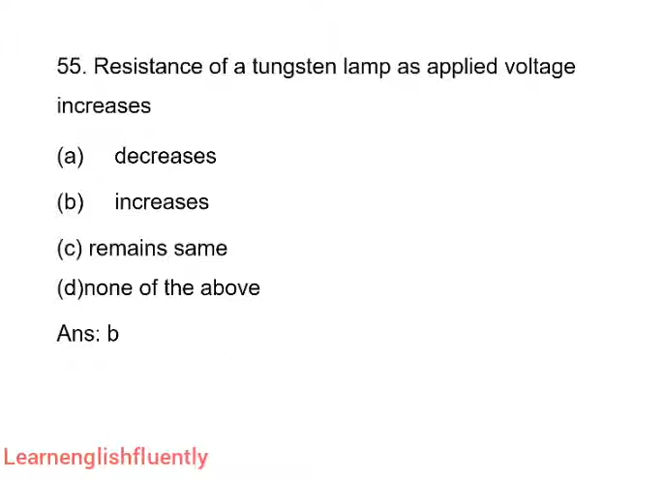 55. Resistance of a tungsten lamp as applied voltage
increases
(a) decreases
(b) increases
(c) remains same
(d)none of the above
Ans: b
Learnenglishfluently